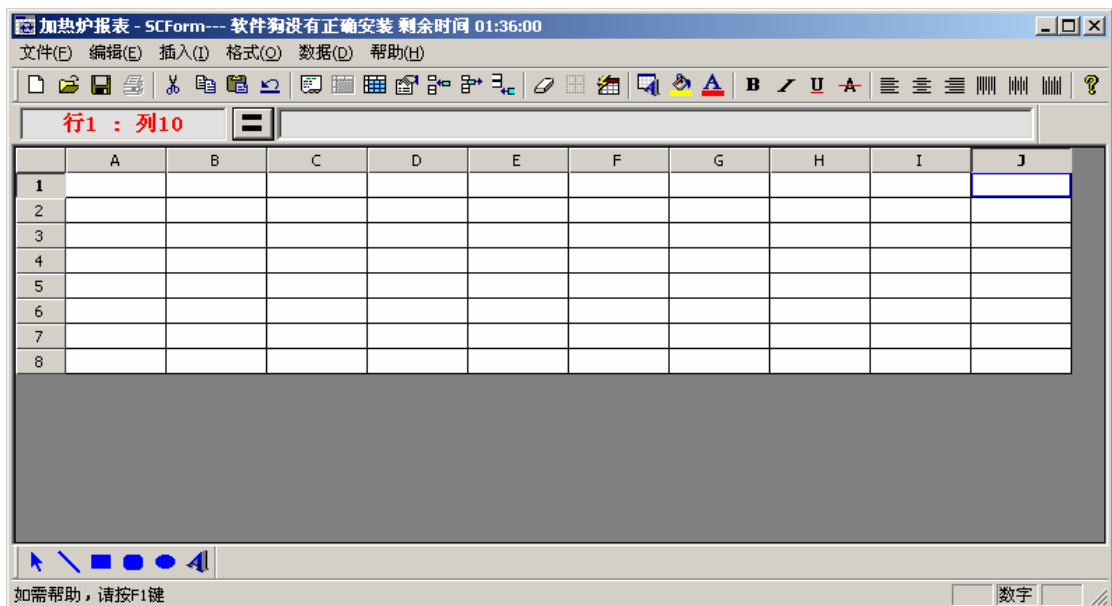 加热炉报表 - SCForm--- 软件狗没有正确安装 剩余时间 01:36:00
文件(F) 编辑(E) 插入(I) 格式(O) 数据(D) 帮助(H)
B U A
行1 : 列10 =
A B C D E F G H I J
1
2
3
4
5
6
7
8
如需帮助，请按F1键 数字